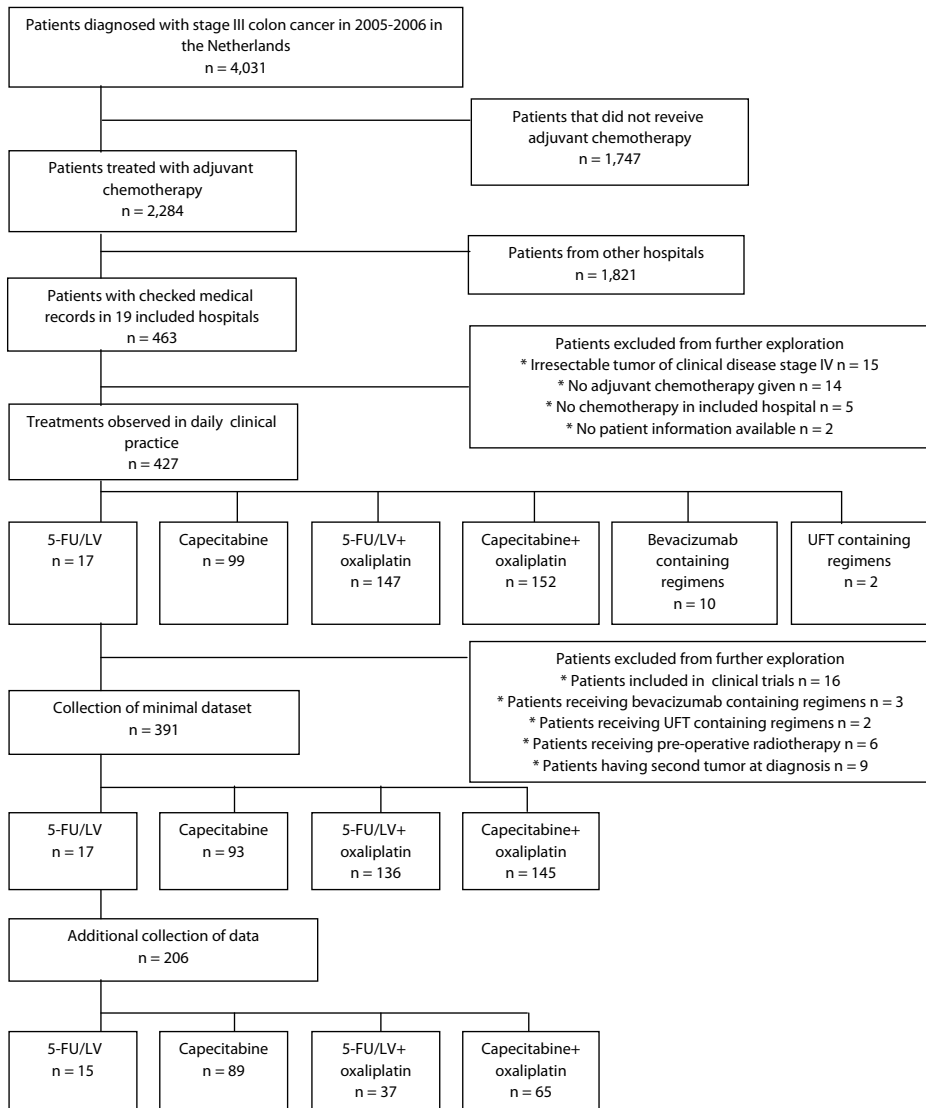 Patients diagnosed with stage III colon cancer in 2005-2006 in
the Netherlands
n = 4,031
Patients that did not reveive
adjuvant chemotherapy
n = 1,747
Patients treated with adjuvant
chemotherapy
n = 2,284
Patients from other hospitals
n = 1,821
Patients with checked medical
records in 19 included hospitals
n = 463
Patients excluded from further exploration
* Irresectable tumor of clinical disease stage IV n = 15
* No adjuvant chemotherapy given n = 14
* No chemotherapy in included hospital n = 5
* No patient information available n = 2
Treatments observed in daily clinical
practice
n = 427
5-FU/LV
n = 17
Capecitabine
n = 99
5-FU/LV+
oxaliplatin
n = 147
Capecitabine+
oxaliplatin
n = 152
Bevacizumab
containing
regimens
n = 10
UFT containing
regimens
n = 2
Patients excluded from further exploration
* Patients included in clinical trials n = 16
* Patients receiving bevacizumab containing regimens n = 3
* Patients receiving UFT containing regimens n = 2
* Patients receiving pre-operative radiotherapy n = 6
* Patients having second tumor at diagnosis n = 9
Collection of minimal dataset
n = 391
5-FU/LV
n = 17
Capecitabine
n = 93
5-FU/LV+
oxaliplatin
n = 136
Capecitabine+
oxaliplatin
n = 145
Additional collection of data
n = 206
5-FU/LV
n = 15
Capecitabine
n = 89
5-FU/LV+
oxaliplatin
n = 37
Capecitabine+
oxaliplatin
n = 65